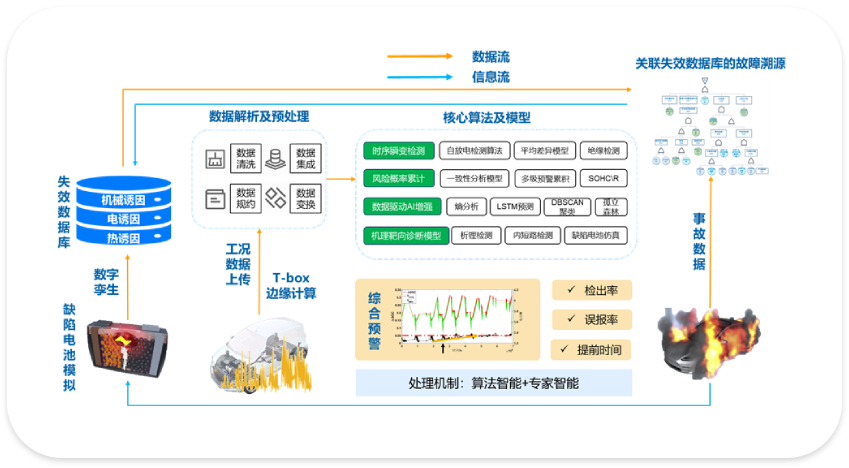 数据流
信息流
关联失效数据库的故障溯源
数据解析及预处理
核心算法及模型
数据
清洗
数据
集成
数据
规约
数据
变换
时序瞬变检测
自放电检测算法
平均差异模型
绝缘检测
风险概率累计
一致性分析模型
多级预警累积
SOHC\R
数据驱动AI增强
熵分析
LSTM预测
DBSCAN
聚类
孤立
森林
机理靶向诊断模型
析锂检测
内短路检测
缺陷电池仿真
失效数据库
机械诱因
电诱因
热诱因
数字
孪生
缺陷电池模拟
工况
数据
上传
T-box
边缘计算
事故数据
综合预警
✓ 检出率
✓ 误报率
✓ 提前时间
处理机制：算法智能+专家智能